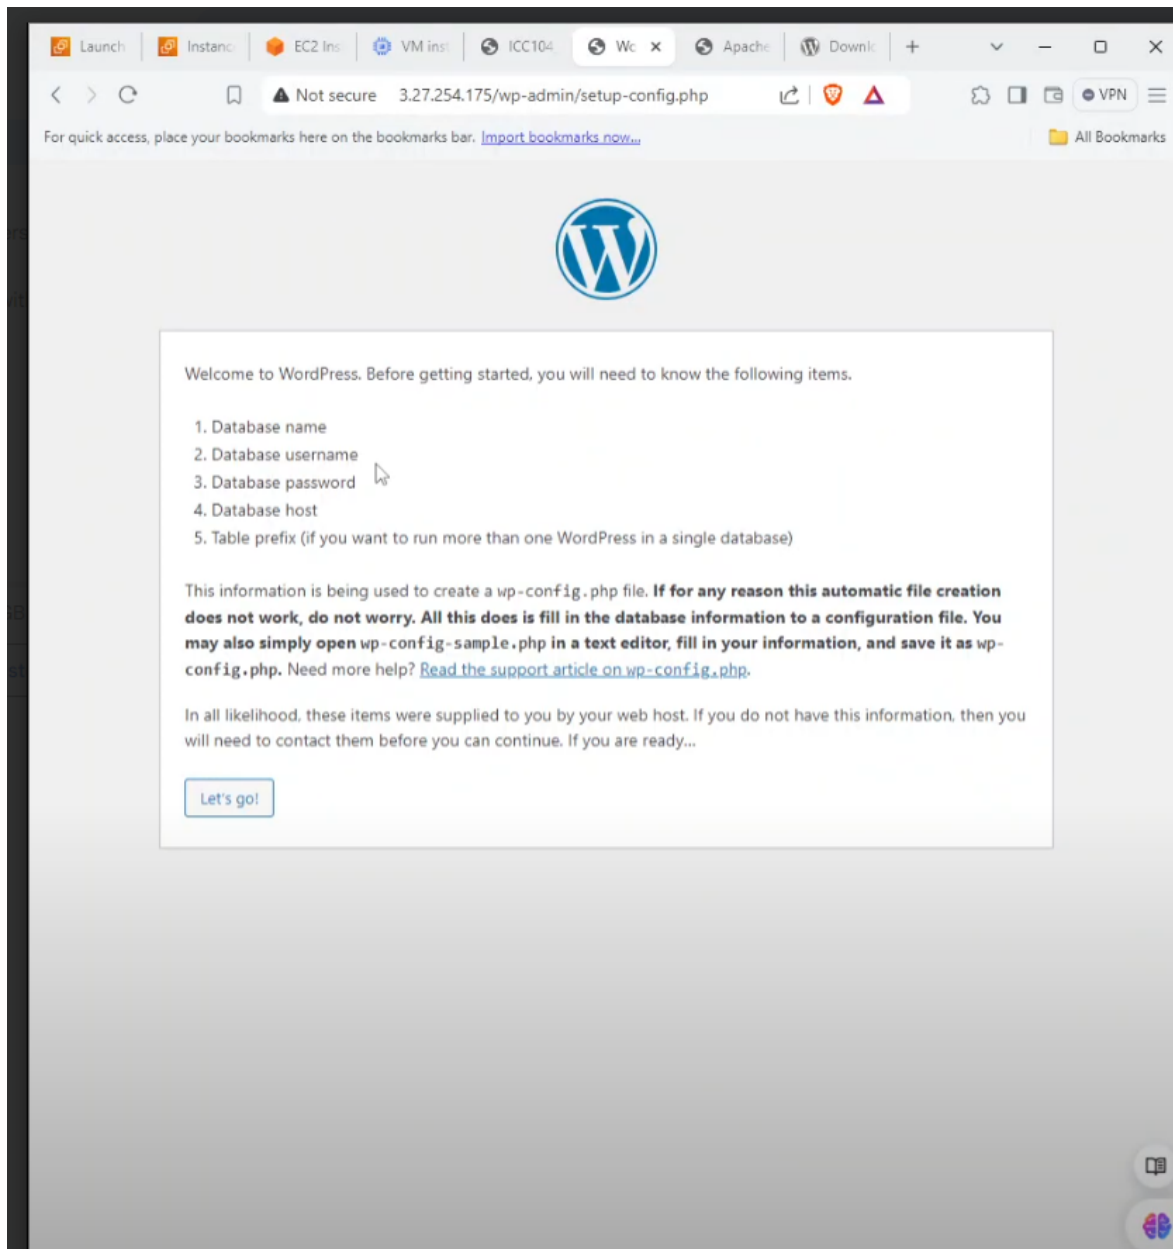 Launch
Instanc
EC2 Ins
VM inst
ICC104
Wc
Apache
Downlc
Not secure 3.27.254.175/wp-admin/setup-config.php
VPN
For quick access, place your bookmarks here on the bookmarks bar. Import bookmarks now...
All Bookmarks
Welcome to WordPress. Before getting started, you will need to know the following items.
1. Database name
2. Database username
3. Database password
4. Database host
5. Table prefix (if you want to run more than one WordPress in a single database)
This information is being used to create a wp-config.php file. If for any reason this automatic file creation
does not work, do not worry. All this does is fill in the database information to a configuration file. You
may also simply open wp-config-sample.php in a text editor, fill in your information, and save it as wp-
config.php. Need more help? Read the support article on wp-config.php.
In all likelihood, these items were supplied to you by your web host. If you do not have this information, then you
will need to contact them before you can continue. If you are ready...
Let's go!